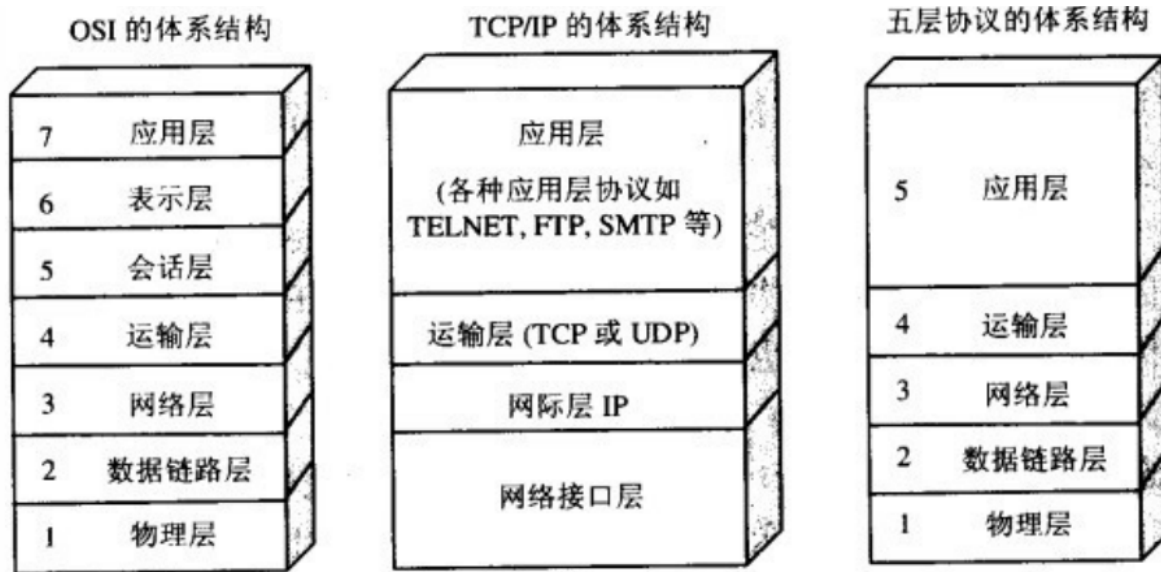 OSI 的体系结构
7 应用层
6 表示层
5 会话层
4 运输层
3 网络层
2 数据链路层
1 物理层
TCP/IP 的体系结构
应用层
(各种应用层协议如
TELNET, FTP, SMTP 等)
运输层 (TCP 或 UDP)
网际层 IP
网络接口层
五层协议的体系结构
5 应用层
4 运输层
3 网络层
2 数据链路层
1 物理层